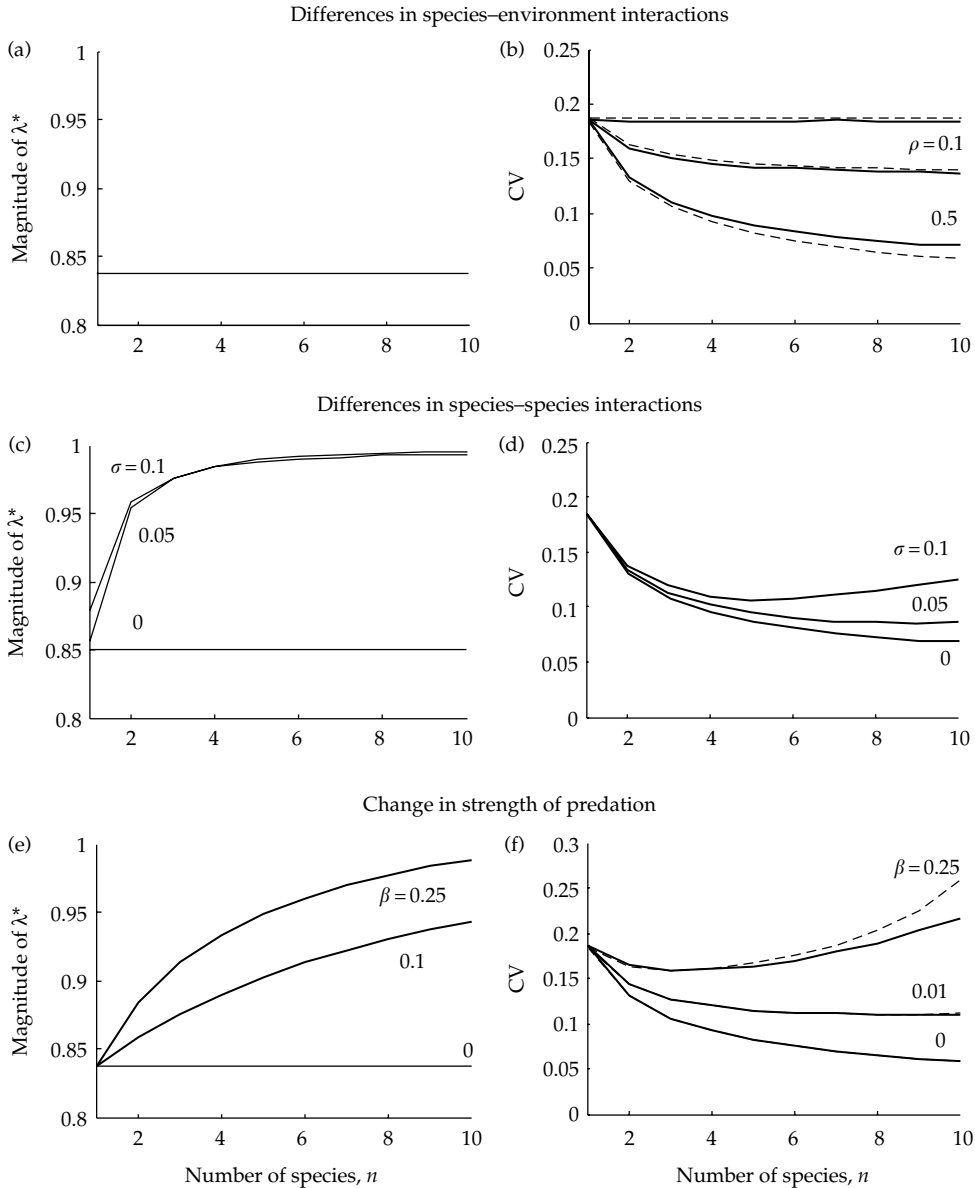 Differences in species–environment interactions
(a)
Magnitude of λ*
1
0.95
0.9
0.85
0.8
2 4 6 8 10
(b)
CV
0.25
0.2
0.15
0.1
0.05
0
ρ = 0.1
0.5
2 4 6 8 10
Differences in species–species interactions
(c)
Magnitude of λ*
1
0.95
0.9
0.85
0.8
σ = 0.1
0.05
0
2 4 6 8 10
(d)
CV
0.25
0.2
0.15
0.1
0.05
0
σ = 0.1
0.05
0
2 4 6 8 10
Change in strength of predation
(e)
Magnitude of λ*
1
0.95
0.9
0.85
0.8
β = 0.25
0.1
0
2 4 6 8 10
Number of species, n
(f)
CV
0.3
0.25
0.2
0.15
0.1
0.05
0
β = 0.25
0.01
0
2 4 6 8 10
Number of species, n